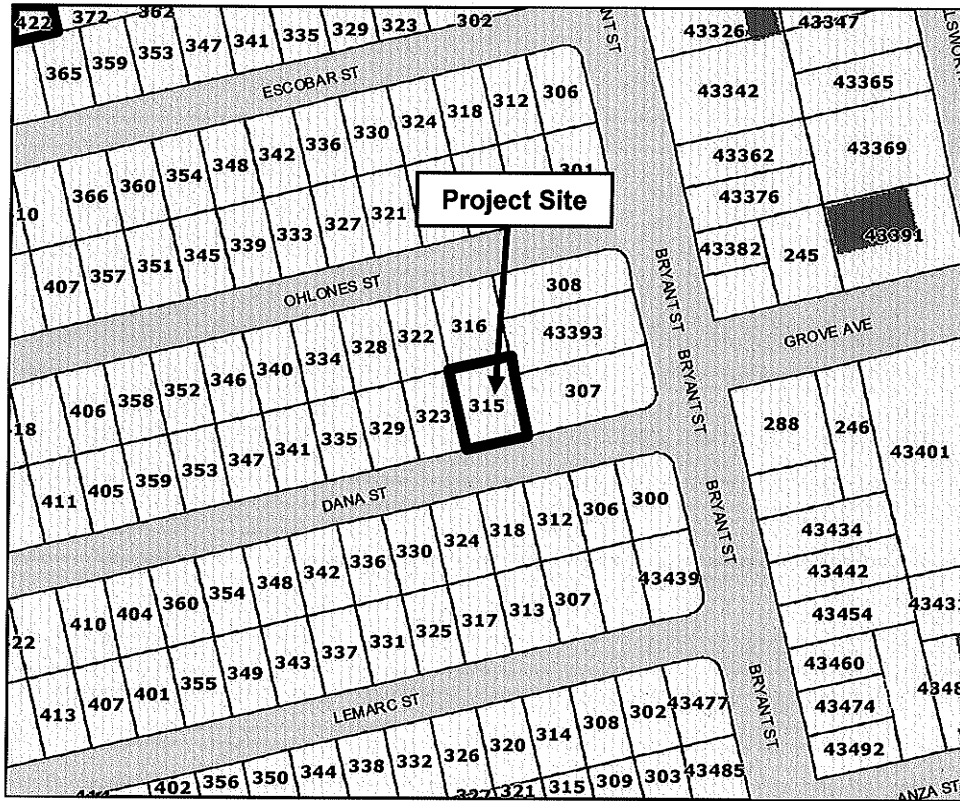 422 372 362
365 359 353 347 341 335 329 323 302
ESCOBAR ST
366 360 354 348 342 336 330 324 318 312 306
407 357 351 345 339 333 327 321 301
Project Site
OHLONES ST
406 358 352 346 340 334 328 322 316 308
43393
411 405 359 353 347 341 335 329 323 315 307
DANA ST
410 404 360 354 348 342 336 330 324 318 312 306 300
413 407 401 355 349 343 337 331 325 317 313 307 43439
LEMARC ST
402 356 350 344 338 332 326 320 314 308 302 43477
321 315 309 303 43485
BRYANT ST
BRYANT ST
BRYANT ST
BRYANT ST
NT ST
43326 43347
43342 43365
43362 43369
43376
43382 245 43391
GROVE AVE
288 246 43401
43434
43442
43454
43460
43474
43492
ANZA ST